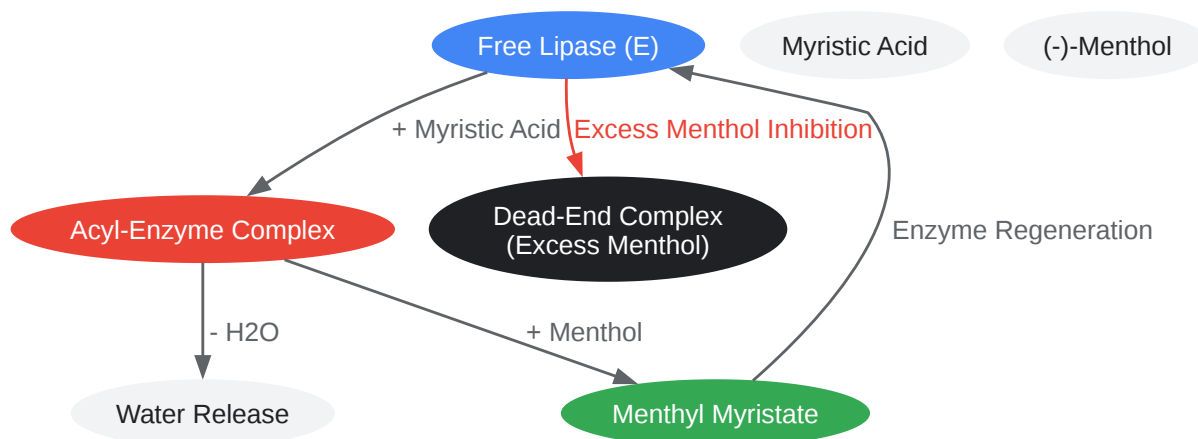 Free Lipase (E)
Myristic Acid
(-)-Menthol
+ Myristic Acid
Excess Menthol Inhibition
Acyl-Enzyme Complex
Dead-End Complex
(Excess Menthol)
Enzyme Regeneration
- H2O
+ Menthol
Water Release
Menthyl Myristate